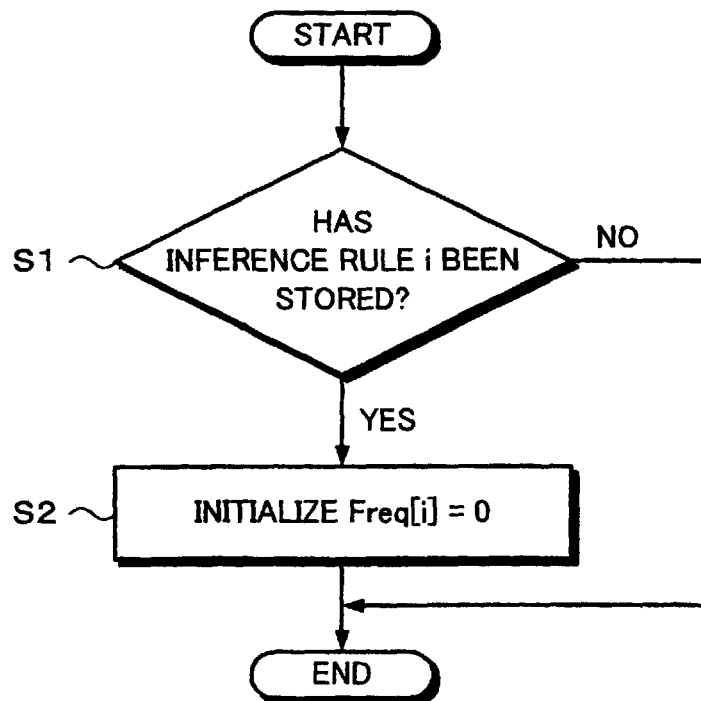 START
HAS
INFERENCE RULE i BEEN
STORED?
S1
NO
YES
S2
INITIALIZE Freq[i] = 0
END